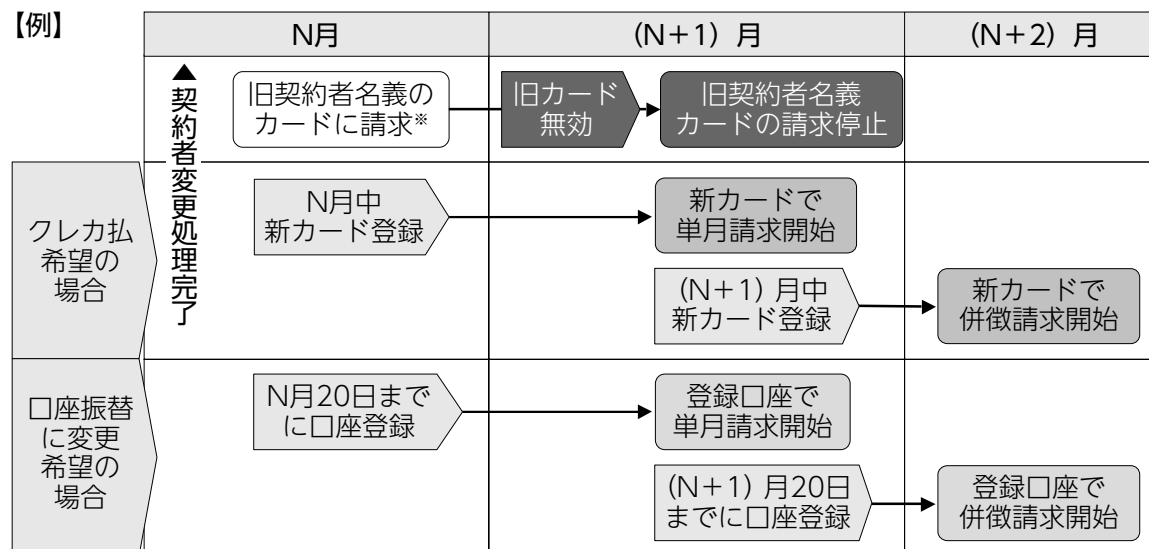 【例】
N月
（N＋1）月
（N＋2）月
▲契約者変更処理完了
旧契約者名義の
カードに請求※
旧カード
無効
旧契約者名義
カードの請求停止
クレカ払
希望の
場合
N月中
新カード登録
新カードで
単月請求開始
（N＋1）月中
新カード登録
新カードで
併徴請求開始
口座振替
に変更
希望の
場合
N月20日まで
に口座登録
登録口座で
単月請求開始
（N＋1）月20日
までに口座登録
登録口座で
併徴請求開始